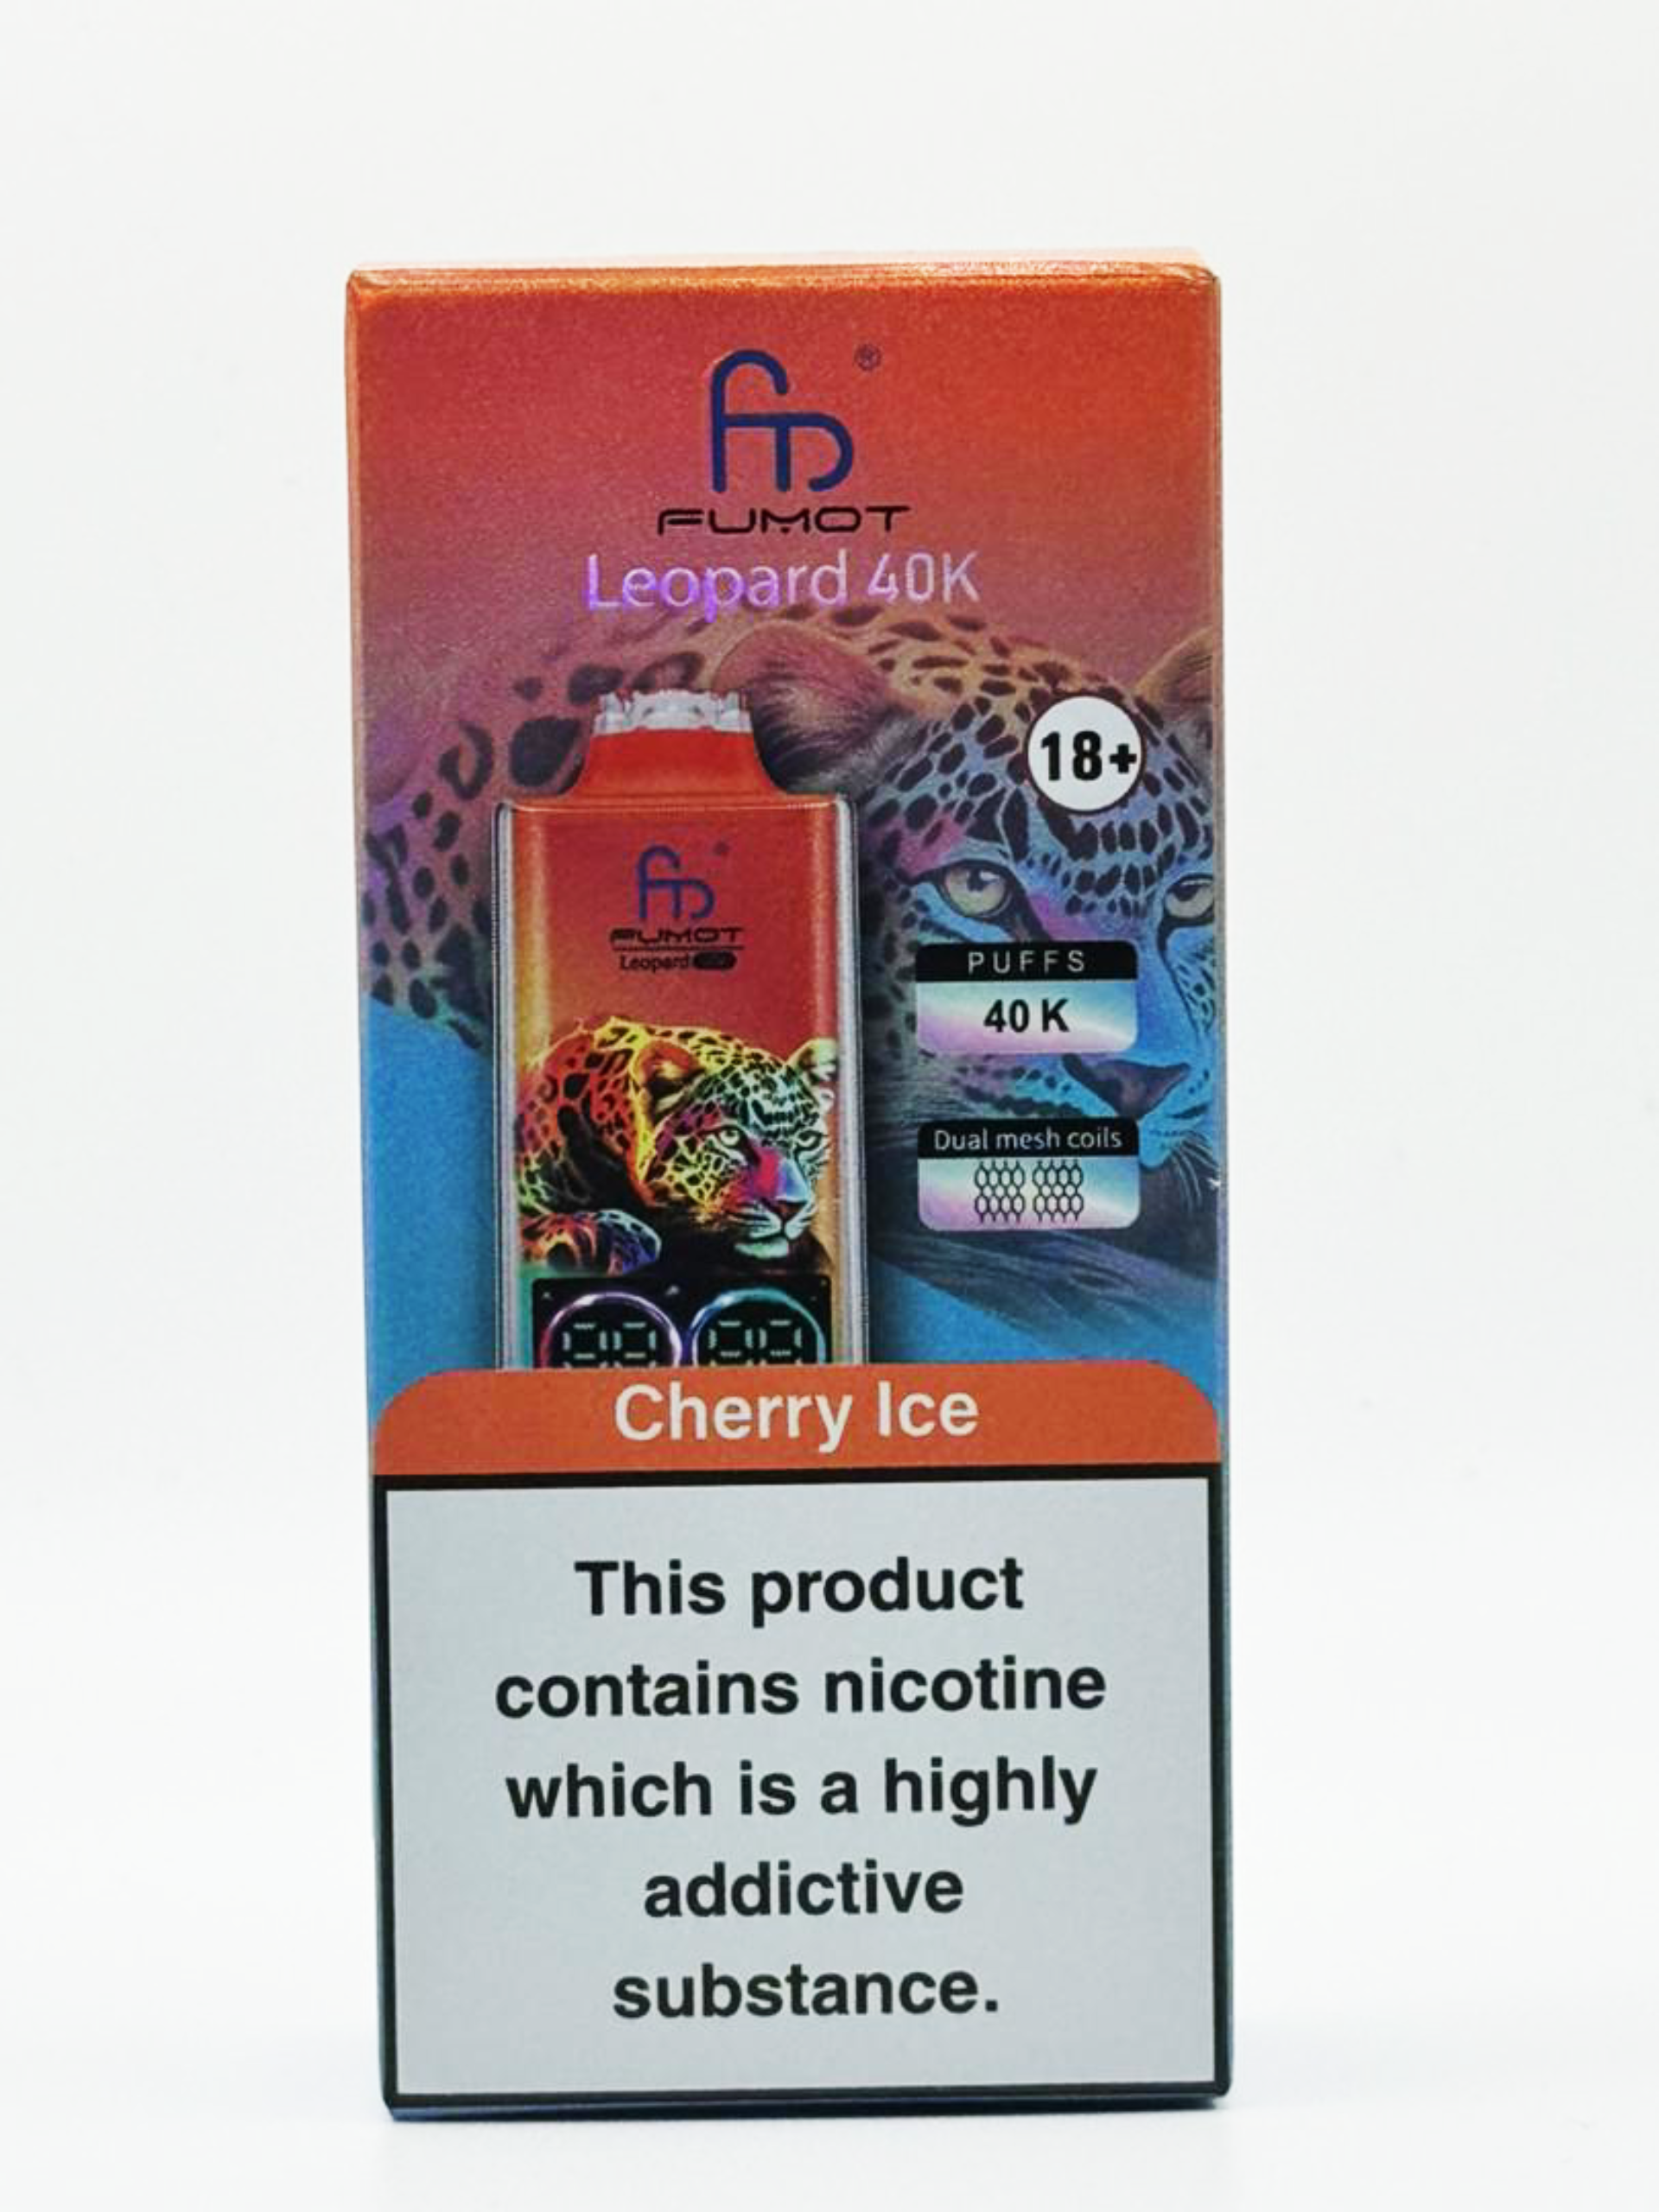 ®
FUMOT
Leopard 40K
18+
FUMOT
Leopard
PUFFS
40 K
Dual mesh coils
Cherry Ice
This product
contains nicotine
which is a highly
addictive
substance.